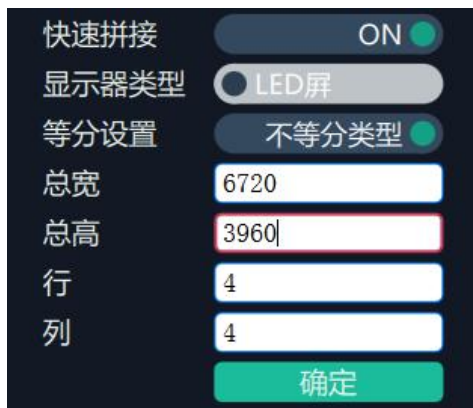 快速拼接 ON
显示器类型 LED屏
等分设置 不等分类型
总宽 6720
总高 3960
行 4
列 4
确定